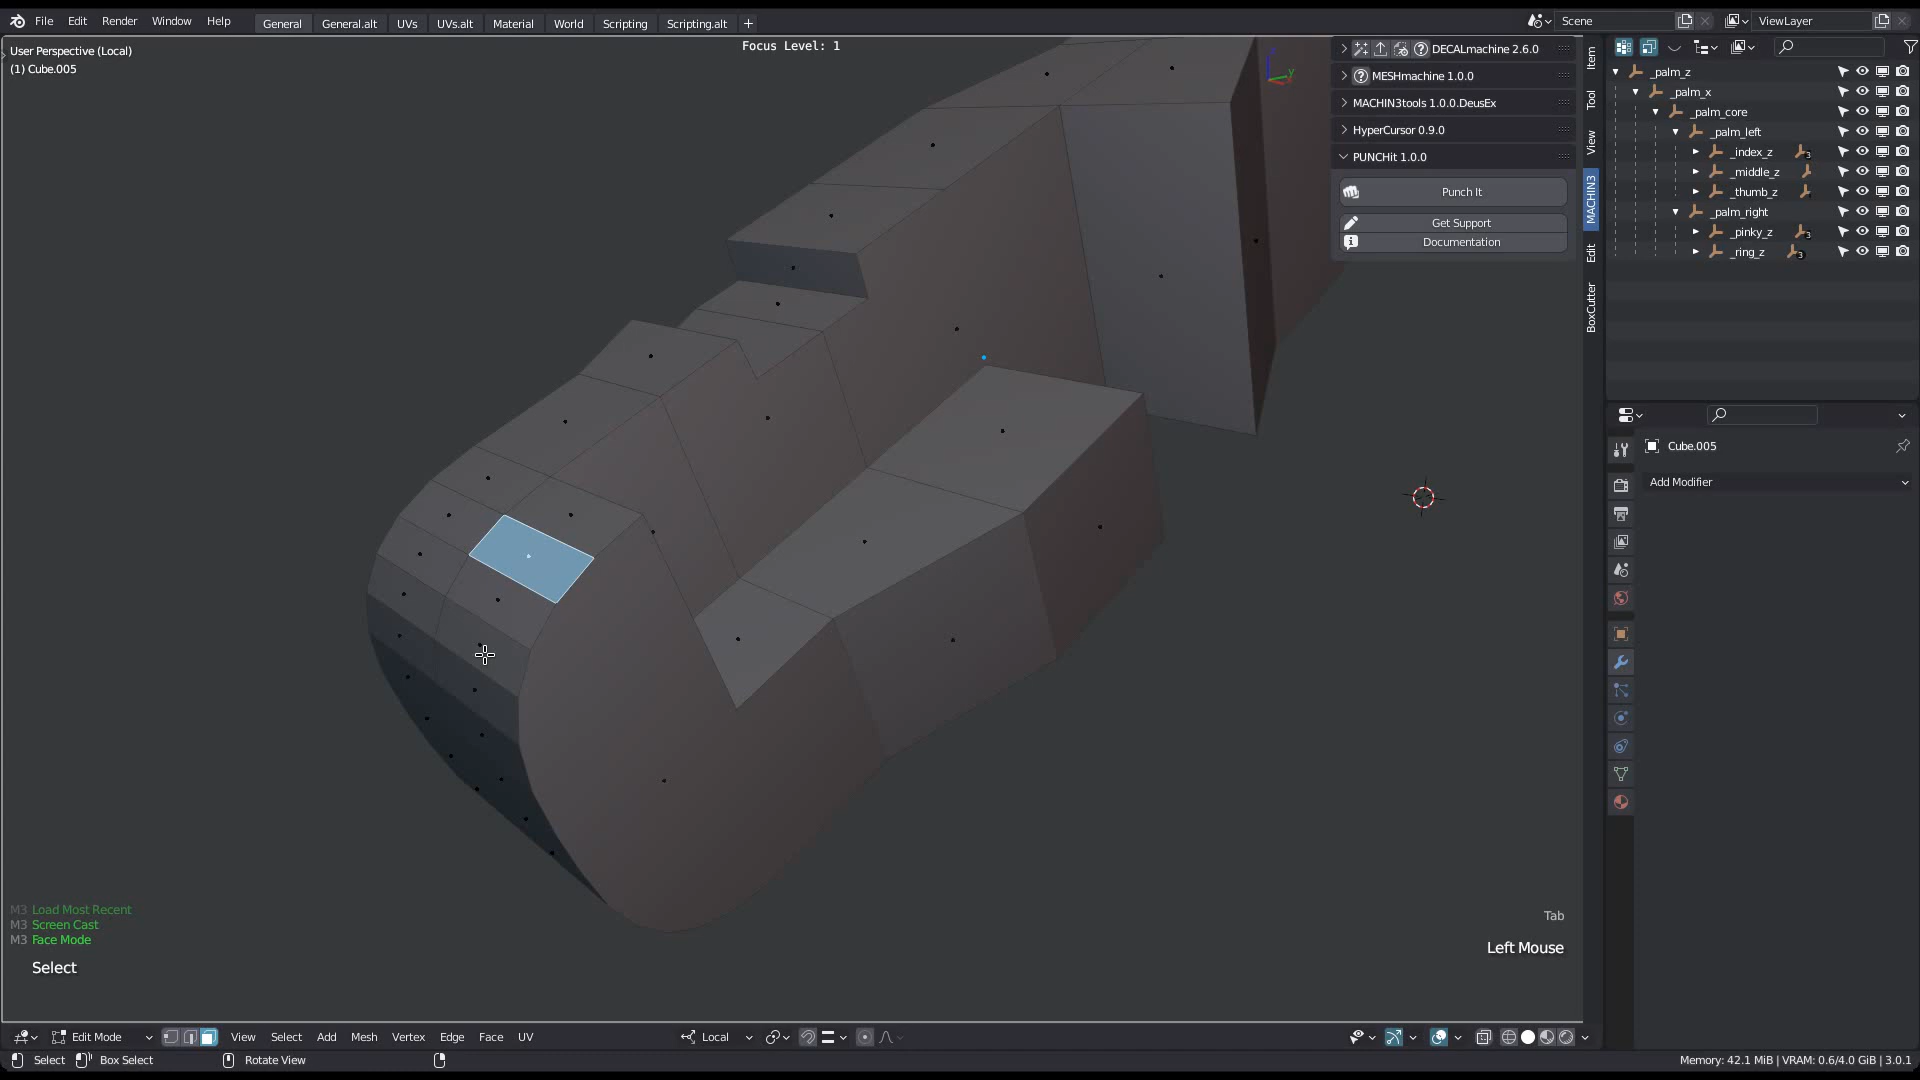 File Edit Render Window Help General General.alt UVs UVs.alt Material World Scripting Scripting.alt + Scene ViewLayer
User Perspective (Local)
(1) Cube.005
Focus Level: 1
DECALmachine 2.6.0
MESHmachine 1.0.0
MACHIN3tools 1.0.0.DeusEx
HyperCursor 0.9.0
PUNCHit 1.0.0
Punch It
Get Support
Documentation
Item
Tool
View
MACHIN3
Edit
BoxCutter
_palm_z
_palm_x
_palm_core
_palm_left
_index_z 3
_middle_z
_thumb_z
_palm_right
_pinky_z 3
_ring_z 3
Cube.005
Add Modifier
Y
M3 Load Most Recent
M3 Screen Cast
M3 Face Mode
Select
Tab
Left Mouse
Edit Mode View Select Add Mesh Vertex Edge Face UV Local
Select Box Select Rotate View Memory: 42.1 MiB | VRAM: 0.6/4.0 GiB | 3.0.1